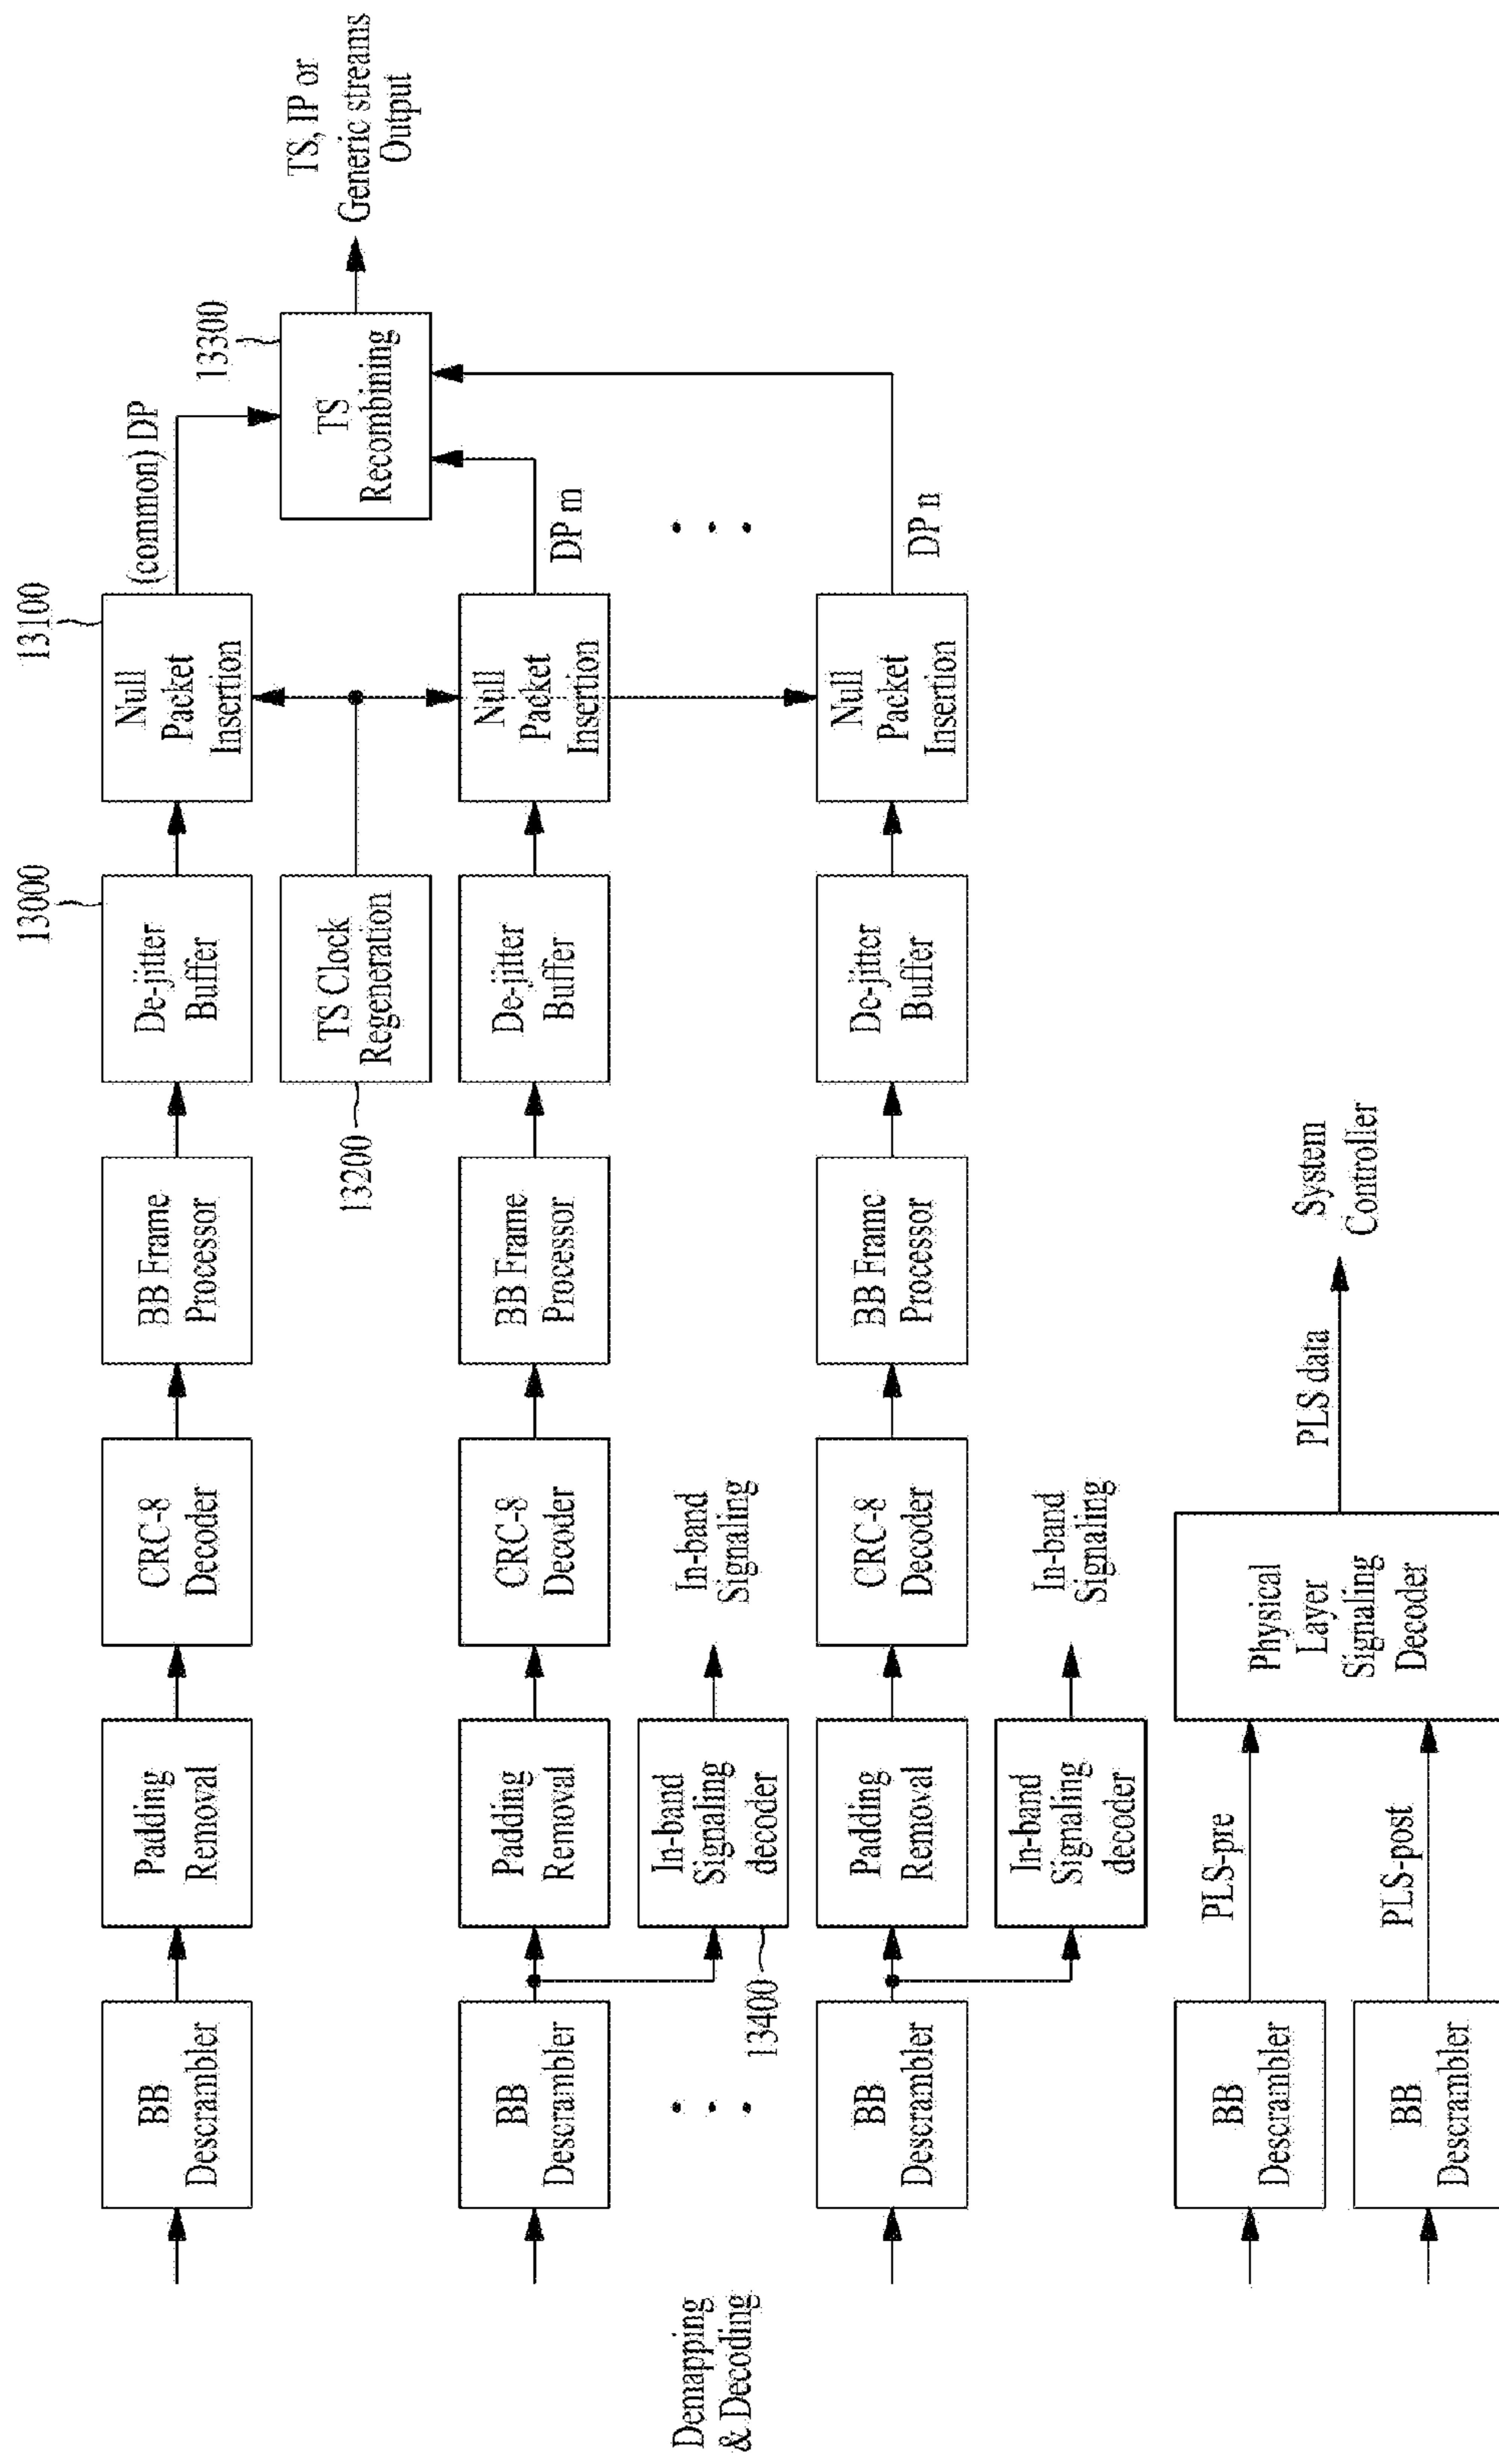 Demapping
& Decoding
BB
Descrambler
Padding
Removal
CRC-8
Decoder
BB Frame
Processor
De-jitter
Buffer
13000
Null
Packet
Insertion
13100
(common) DP
TS Clock
Regeneration
13200
TS
Recombining
13300
TS, IP or
Generic streams
Output
BB
Descrambler
Padding
Removal
CRC-8
Decoder
BB Frame
Processor
De-jitter
Buffer
Null
Packet
Insertion
DP m
In-band
Signaling
decoder
13400
In-band
Signaling
BB
Descrambler
Padding
Removal
CRC-8
Decoder
BB Frame
Processor
De-jitter
Buffer
Null
Packet
Insertion
DP n
In-band
Signaling
decoder
In-band
Signaling
BB
Descrambler
PLS-pre
BB
Descrambler
PLS-post
Physical
Layer
Signaling
Decoder
PLS data
System
Controller